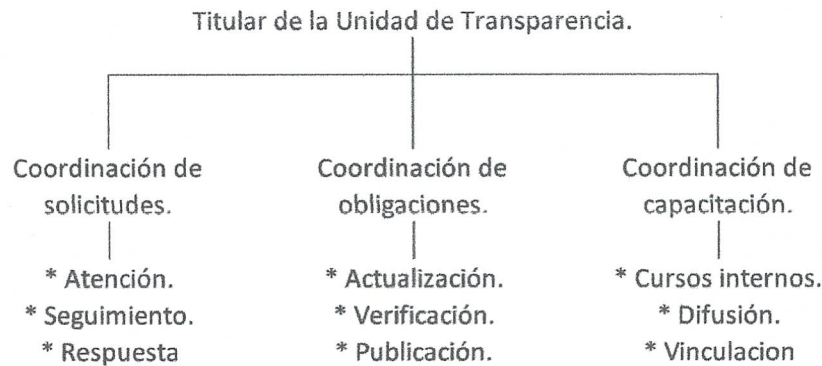 Titular de la Unidad de Transparencia.
Coordinación de
solicitudes.
* Atención.
* Seguimiento.
* Respuesta
Coordinación de
obligaciones.
* Actualización.
* Verificación.
* Publicación.
Coordinación de
capacitación.
* Cursos internos.
* Difusión.
* Vinculacion